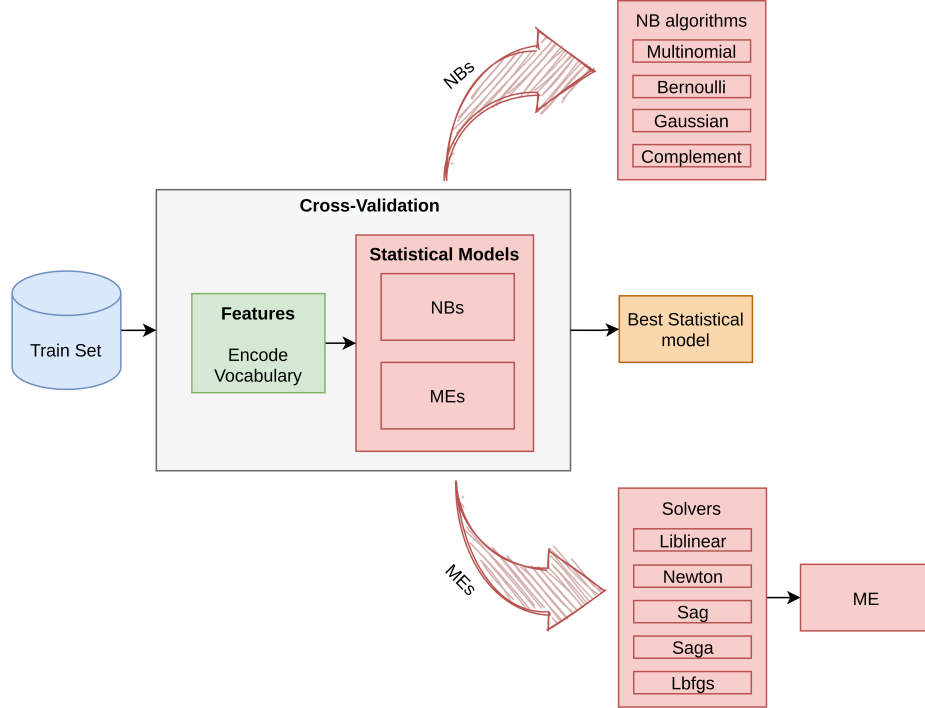 NBs
NB algorithms
Multinomial
Bernoulli
Gaussian
Complement
Cross-Validation
Train Set
Features
Encode
Vocabulary
Statistical Models
NBs
MEs
Best Statistical
model
MEs
Solvers
Liblinear
Newton
Sag
Saga
Lbfgs
ME